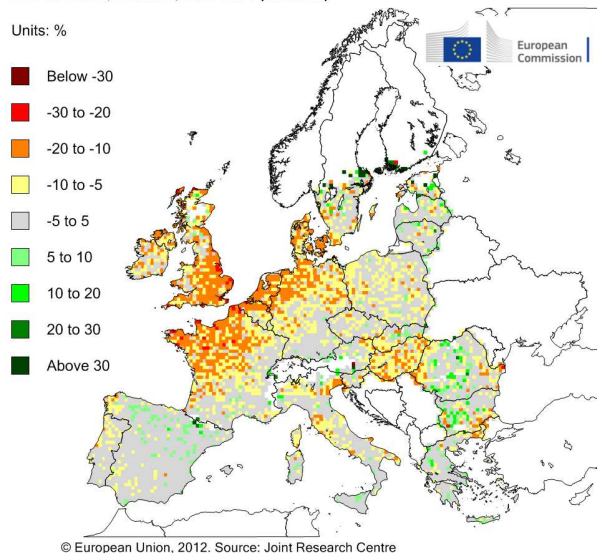 Units: %
Below -30
-30 to -20
-20 to -10
-10 to -5
-5 to 5
5 to 10
10 to 20
20 to 30
Above 30
European
Commission
© European Union, 2012. Source: Joint Research Centre